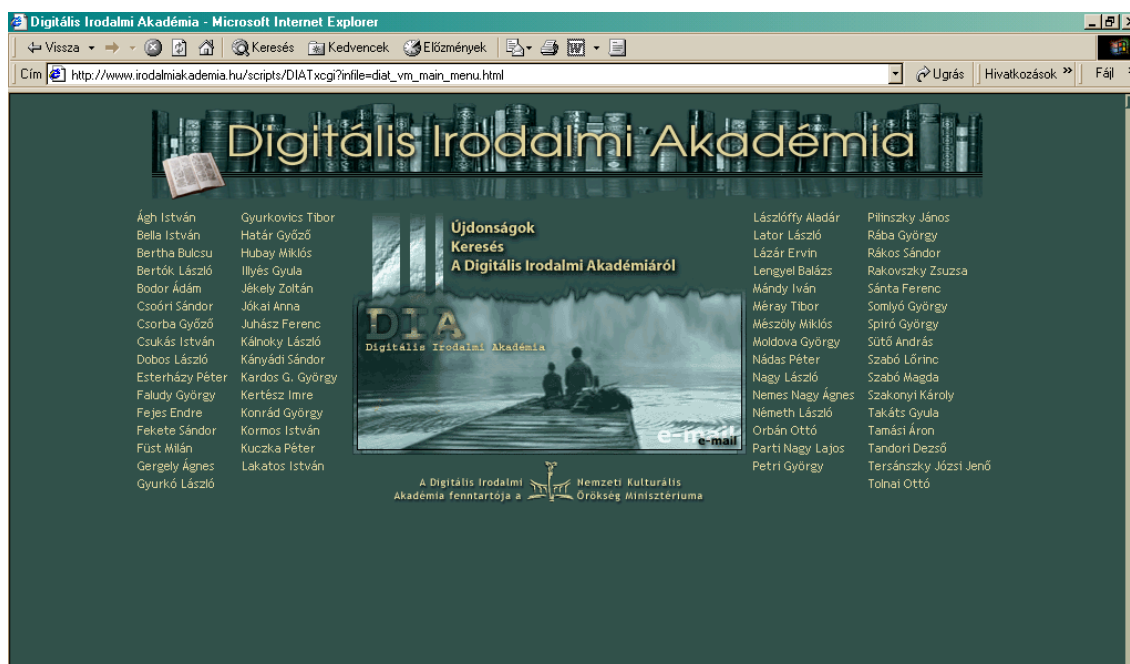 Digitális Irodalmi Akadémia - Microsoft Internet Explorer
Vissza Keresés Kedvencek Előzmények
Cím http://www.irodalmiakademia.hu/scripts/DIATxcgi?infile=diat_vm_main_menu.html Ugrás Hivatkozások » Fájl
Digitális Irodalmi Akadémia
Ágh István
Bella István
Bertha Bulcsu
Bertók László
Bodor Ádám
Csoóri Sándor
Csorba Győző
Csukás István
Dobos László
Esterházy Péter
Faludy György
Fejes Endre
Fekete Sándor
Füst Milán
Gergely Ágnes
Gyurkó László
Gyurkovics Tibor
Határ Győző
Hubay Miklós
Illyés Gyula
Jékely Zoltán
Jókai Anna
Juhász Ferenc
Kálnoky László
Kányádi Sándor
Kardos G. György
Kertész Imre
Konrád György
Kormos István
Kuczka Péter
Lakatos István
Újdonságok
Keresés
A Digitális Irodalmi Akadémiáról
DIA
Digitális Irodalmi Akadémia
e-mail
e-mail
A Digitális Irodalmi
Akadémia fenntartója a
Nemzeti Kulturális
Örökség Minisztériuma
Lászlóffy Aladár
Lator László
Lázár Ervin
Lengyel Balázs
Mándy Iván
Méray Tibor
Mészöly Miklós
Moldova György
Nádas Péter
Nagy László
Nemes Nagy Ágnes
Németh László
Orbán Ottó
Parti Nagy Lajos
Petri György
Pilinszky János
Rába György
Rákos Sándor
Rakovszky Zsuzsa
Sánta Ferenc
Somlyó György
Spiró György
Sütő András
Szabó Lőrinc
Szabó Magda
Szakonyi Károly
Takáts Gyula
Tamási Áron
Tandori Dezső
Tersánszky Józsi Jenő
Tolnai Ottó